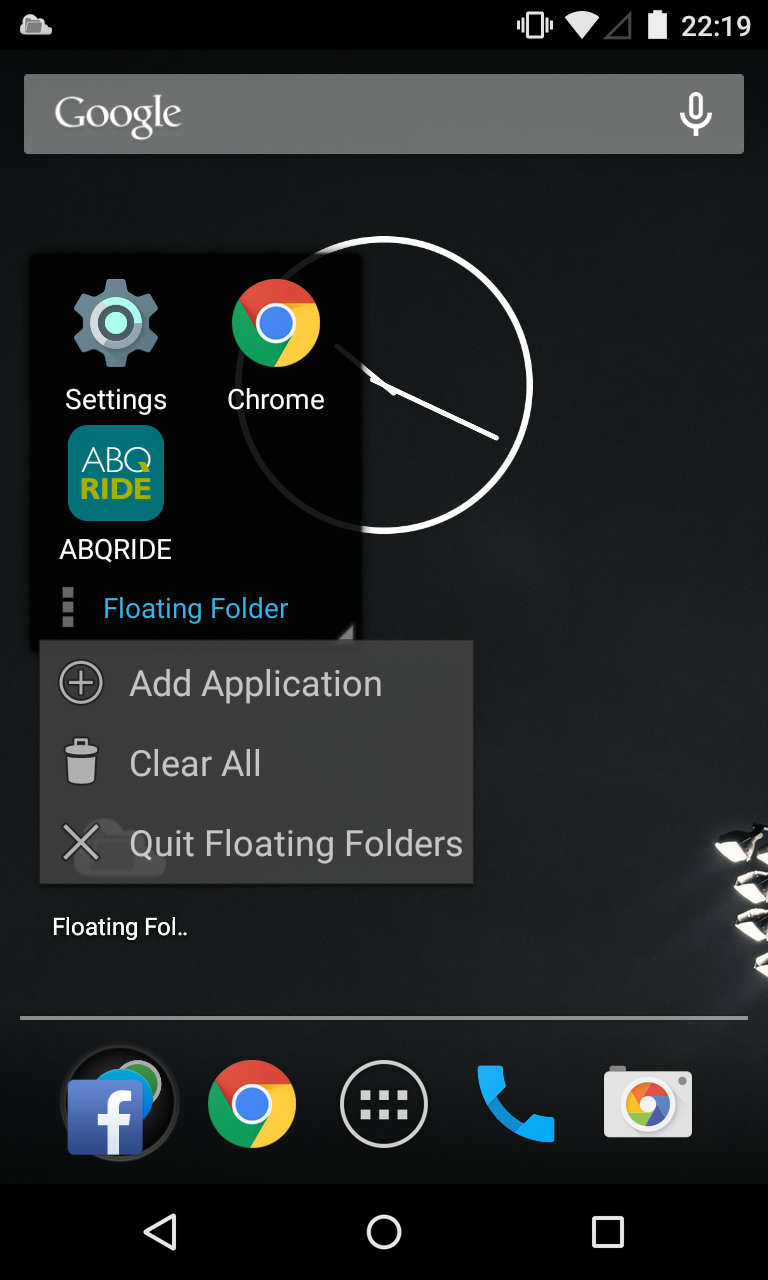 22:19
Google
Settings
Chrome
ABQ
RIDE
ABQRIDE
Floating Folder
Add Application
Clear All
Quit Floating Folders
Floating Fol..
f